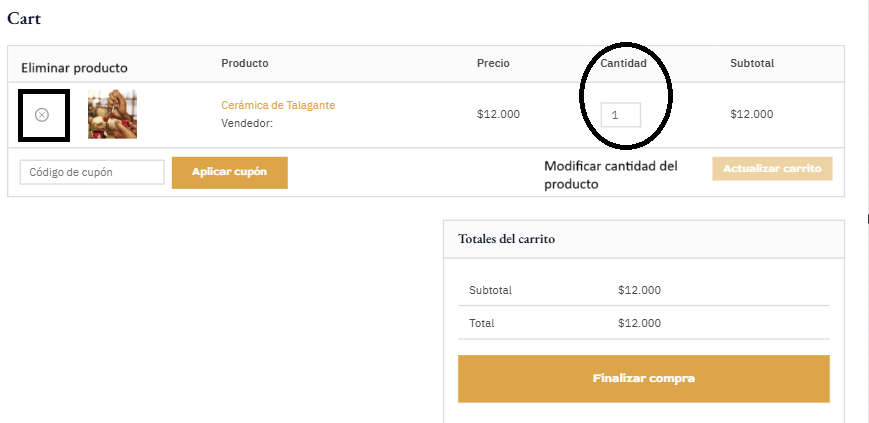 Cart
Eliminar producto
Producto
Precio
Cantidad
Subtotal
Cerámica de Talagante
Vendedor:
$12.000
1
$12.000
Código de cupón
Aplicar cupón
Modificar cantidad del
producto
Actualizar carrito
Totales del carrito
Subtotal $12.000
Total $12.000
Finalizar compra